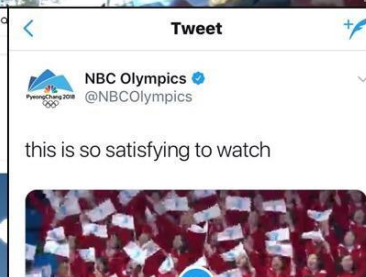 Tweet
NBC Olympics
@NBCOlympics
PyeongChang 2018
this is so satisfying to watch